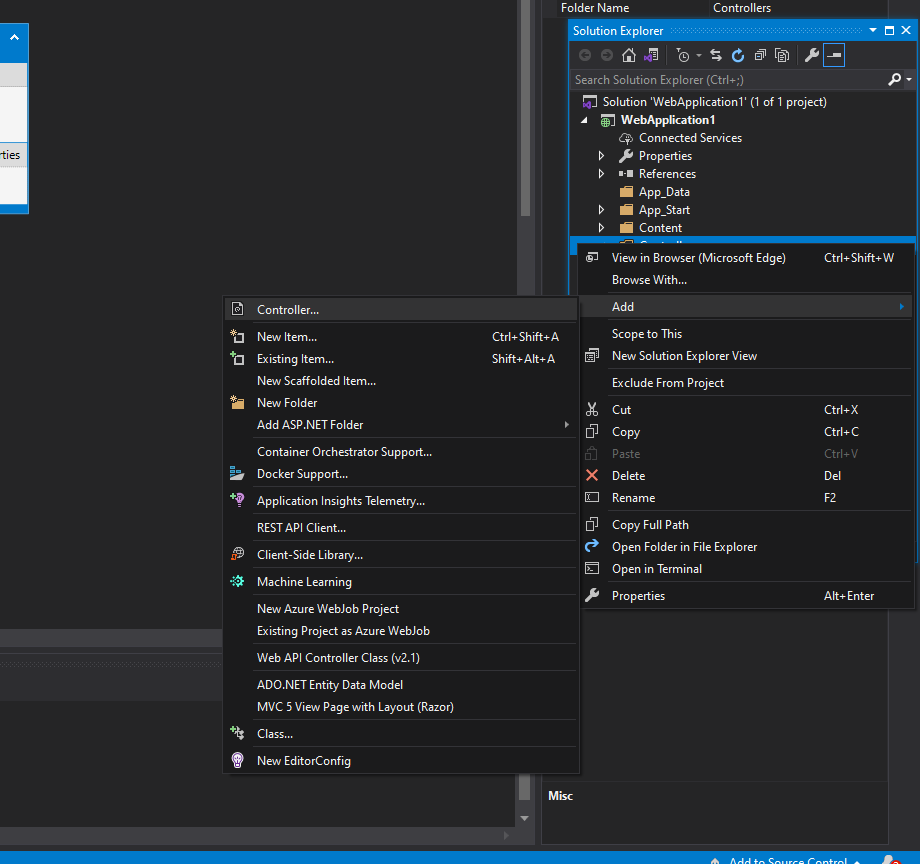 Folder Name Controllers
Solution Explorer
Search Solution Explorer (Ctrl+;)
Solution 'WebApplication1' (1 of 1 project)
WebApplication1
Connected Services
Properties
References
App_Data
App_Start
Content
rties
View in Browser (Microsoft Edge) Ctrl+Shift+W
Browse With...
Add
Scope to This
New Solution Explorer View
Exclude From Project
Cut Ctrl+X
Copy Ctrl+C
Paste Ctrl+V
Delete Del
Rename F2
Copy Full Path
Open Folder in File Explorer
Open in Terminal
Properties Alt+Enter
Controller...
New Item... Ctrl+Shift+A
Existing Item... Shift+Alt+A
New Scaffolded Item...
New Folder
Add ASP.NET Folder
Container Orchestrator Support...
Docker Support...
Application Insights Telemetry...
REST API Client...
Client-Side Library...
Machine Learning
New Azure WebJob Project
Existing Project as Azure WebJob
Web API Controller Class (v2.1)
ADO.NET Entity Data Model
MVC 5 View Page with Layout (Razor)
Class...
New EditorConfig
Misc
Add to Source Control